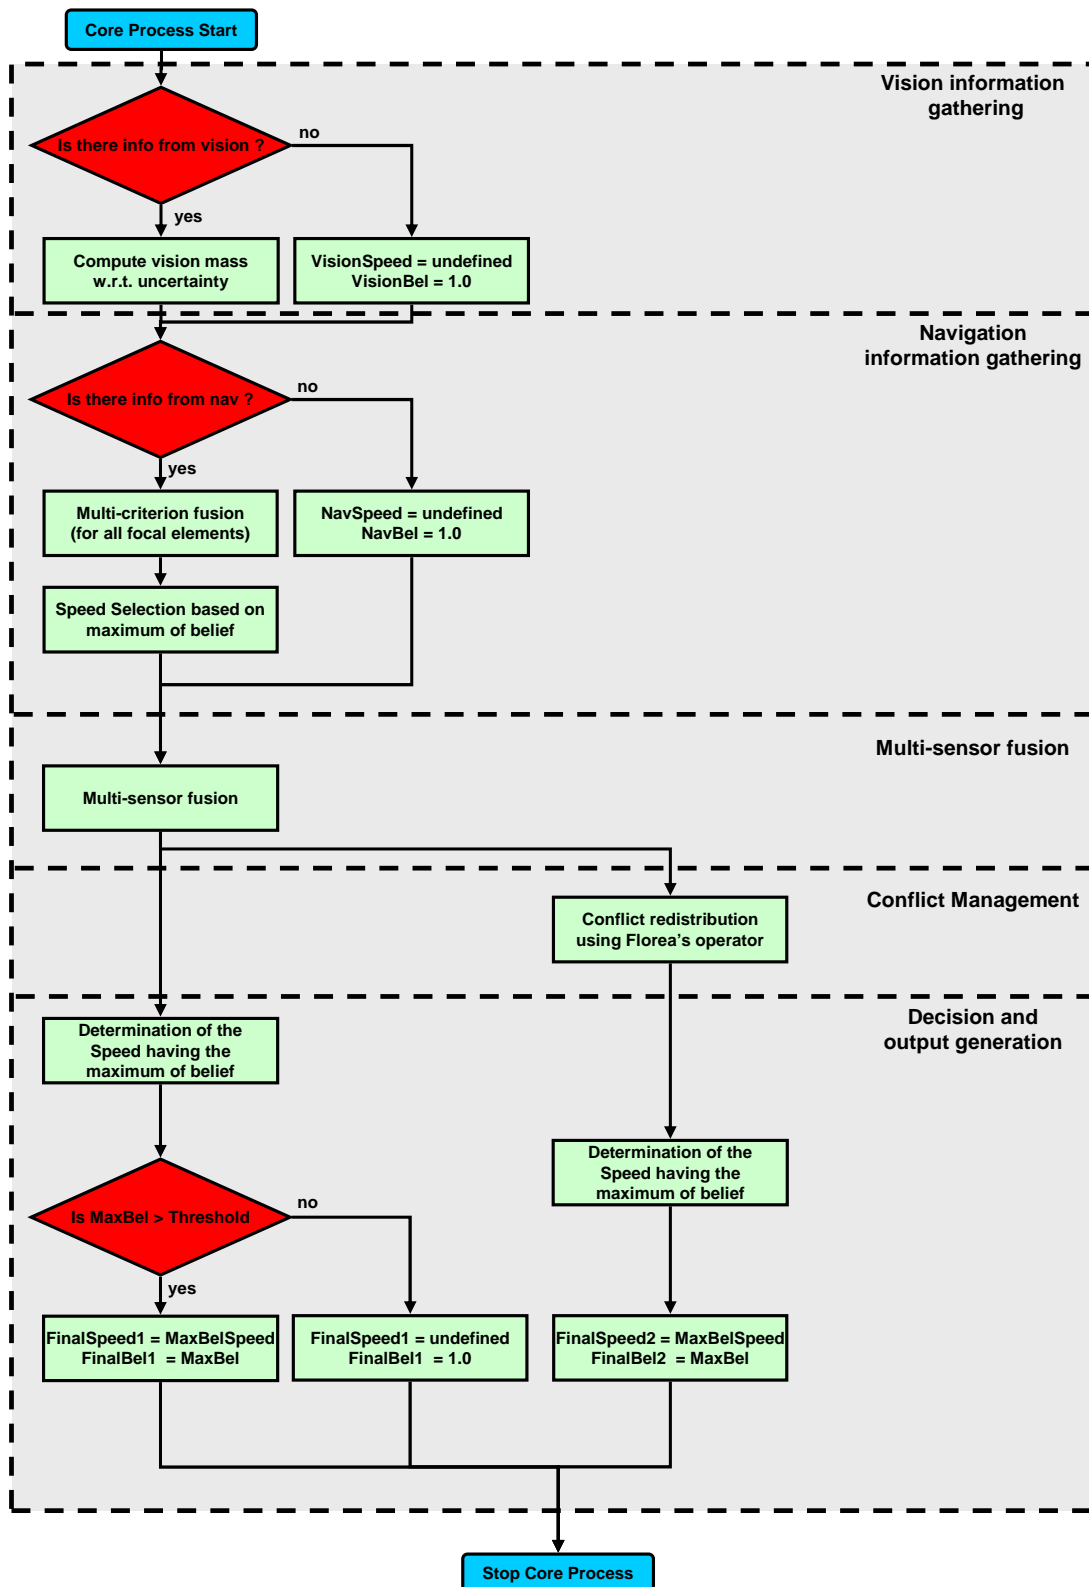 Core Process Start
Vision information
gathering
Is there info from vision ?
no
yes
Compute vision mass
w.r.t. uncertainty
VisionSpeed = undefined
VisionBel = 1.0
Navigation
information gathering
Is there info from nav ?
no
yes
Multi-criterion fusion
(for all focal elements)
NavSpeed = undefined
NavBel = 1.0
Speed Selection based on
maximum of belief
Multi-sensor fusion
Multi-sensor fusion
Conflict Management
Conflict redistribution
using Florea's operator
Decision and
output generation
Determination of the
Speed having the
maximum of belief
Determination of the
Speed having the
maximum of belief
Is MaxBel > Threshold
no
yes
FinalSpeed1 = MaxBelSpeed
FinalBel1  = MaxBel
FinalSpeed1 = undefined
FinalBel1  = 1.0
FinalSpeed2 = MaxBelSpeed
FinalBel2  = MaxBel
Stop Core Process